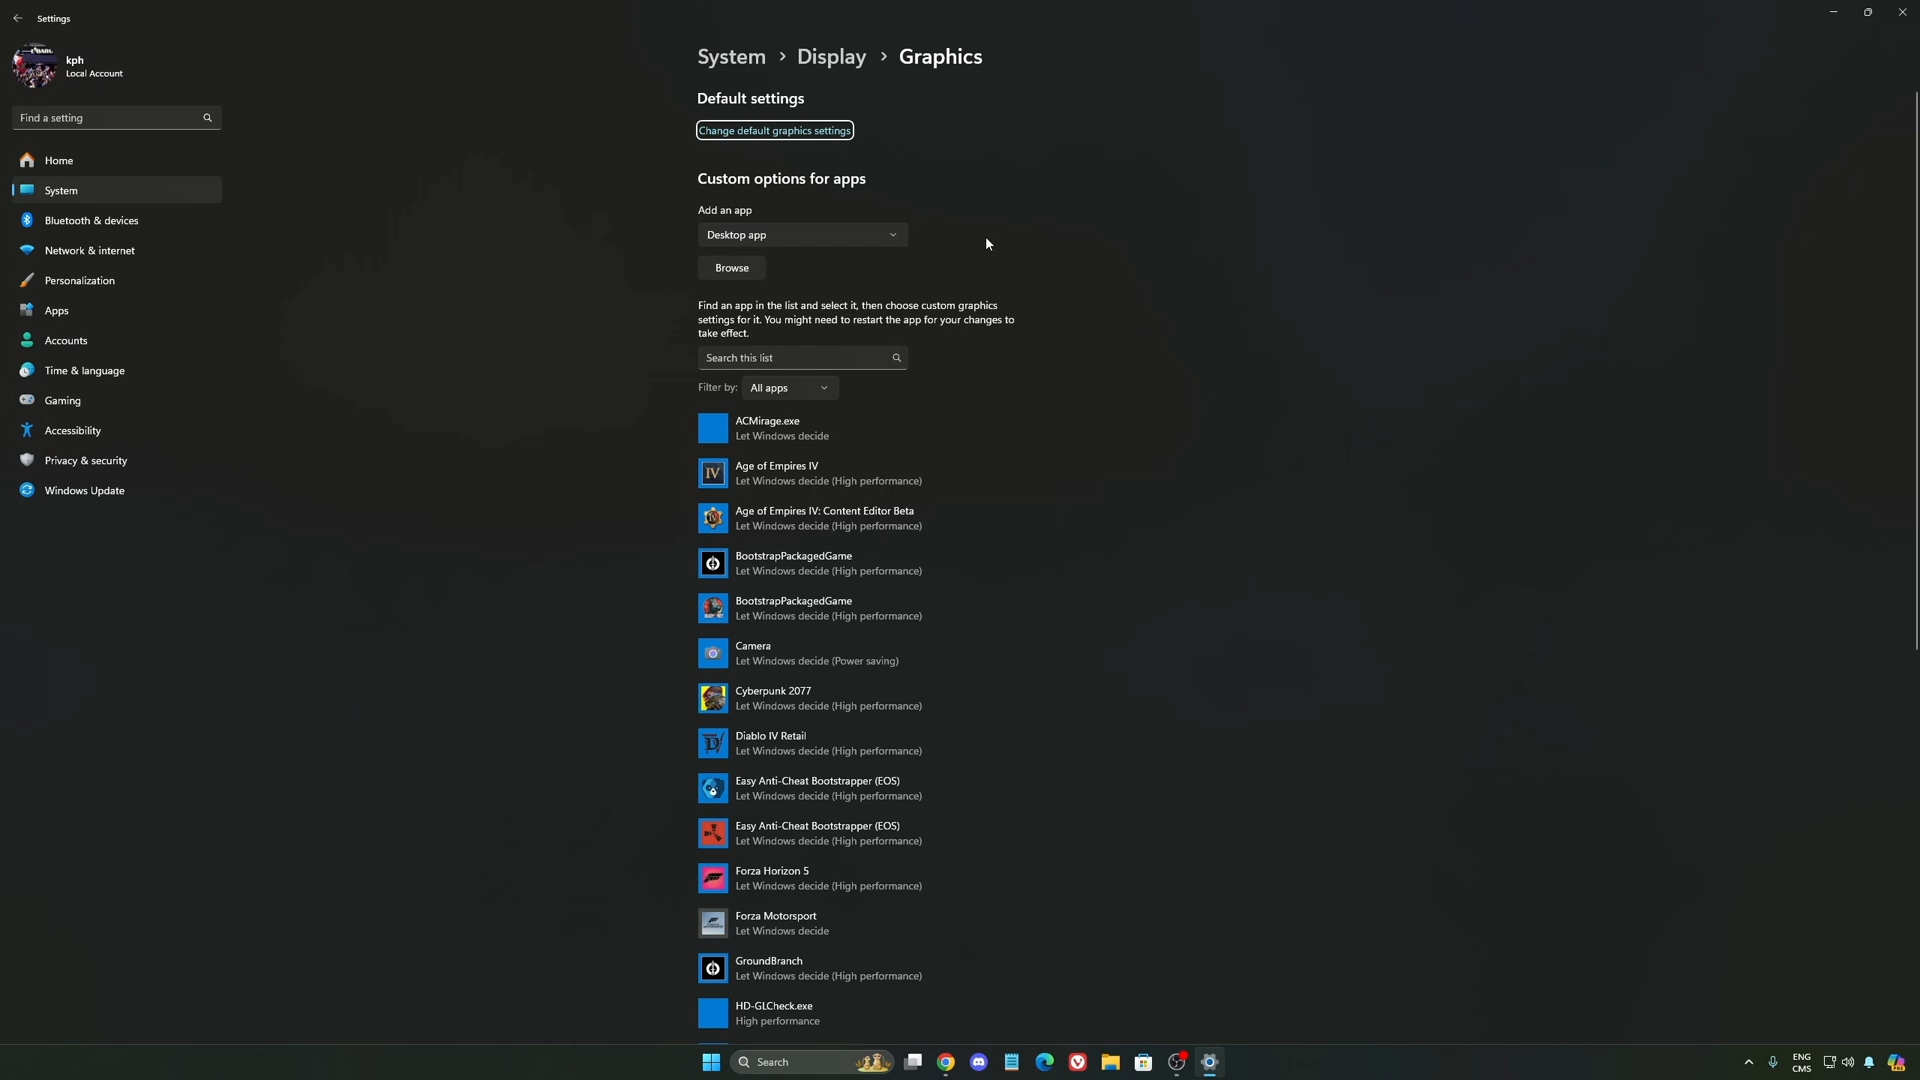 Settings
kph
Local Account
Find a setting
Home
System
Bluetooth & devices
Network & internet
Personalization
Apps
Accounts
Time & language
Gaming
Accessibility
Privacy & security
Windows Update
System > Display > Graphics
Default settings
Change default graphics settings
Custom options for apps
Add an app
Desktop app
Browse
Find an app in the list and select it, then choose custom graphics
settings for it. You might need to restart the app for your changes to
take effect.
Search this list
Filter by: All apps
ACMirage.exe
Let Windows decide
Age of Empires IV
Let Windows decide (High performance)
Age of Empires IV: Content Editor Beta
Let Windows decide (High performance)
BootstrapPackagedGame
Let Windows decide (High performance)
BootstrapPackagedGame
Let Windows decide (High performance)
Camera
Let Windows decide (Power saving)
Cyberpunk 2077
Let Windows decide (High performance)
Diablo IV Retail
Let Windows decide (High performance)
Easy Anti-Cheat Bootstrapper (EOS)
Let Windows decide (High performance)
Easy Anti-Cheat Bootstrapper (EOS)
Let Windows decide (High performance)
Forza Horizon 5
Let Windows decide (High performance)
Forza Motorsport
Let Windows decide
GroundBranch
Let Windows decide (High performance)
HD-GLCheck.exe
High performance
Search
ENG
CMS